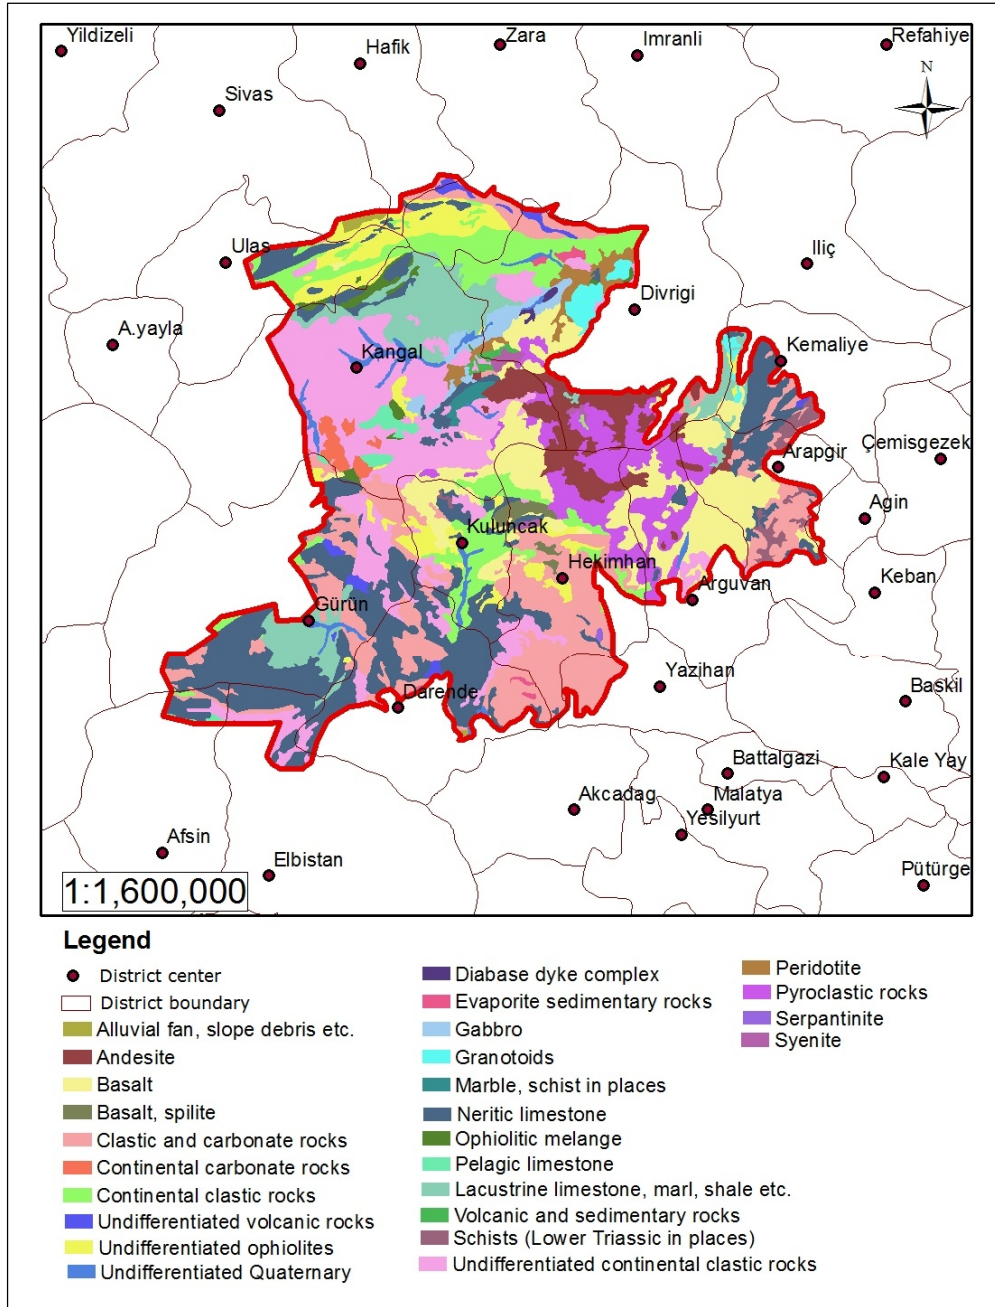 Yildizeli
Hafik
Zara
Imranli
Refahiye
N
Sivas
Ulas
Iliç
Divrigi
A.yayla
Kangal
Kemaliye
Çemisgezek
Arapgir
Agin
Kuluncak
Hekimhan
Keban
Arguvan
Gürün
Yazihan
Darende
Baskil
Battalgazi
Kale Yay
Akcadag
Malatya
Yesilyurt
Afsin
Elbistan
Pütürge
1:1,600,000
Legend
District center
District boundary
Alluvial fan, slope debris etc.
Andesite
Basalt
Basalt, spilite
Clastic and carbonate rocks
Continental carbonate rocks
Continental clastic rocks
Undifferentiated volcanic rocks
Undifferentiated ophiolites
Undifferentiated Quaternary
Diabase dyke complex
Evaporite sedimentary rocks
Gabbro
Granotoids
Marble, schist in places
Neritic limestone
Ophiolitic melange
Pelagic limestone
Lacustrine limestone, marl, shale etc.
Volcanic and sedimentary rocks
Schists (Lower Triassic in places)
Undifferentiated continental clastic rocks
Peridotite
Pyroclastic rocks
Serpantinite
Syenite